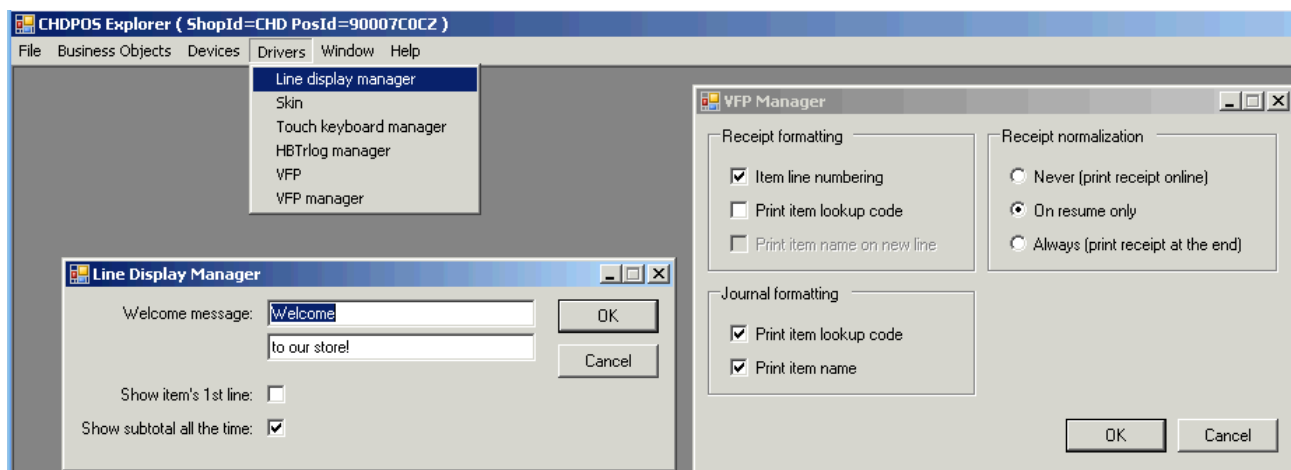 CHDPOS Explorer ( ShopId=CHD PosId=90007C0CZ )
File Business Objects Devices Drivers Window Help
Line display manager
Skin
Touch keyboard manager
HBTrlog manager
VFP
VFP manager
Line Display Manager
Welcome message: Welcome
to our store!
OK
Cancel
Show item's 1st line:
Show subtotal all the time:
VFP Manager
Receipt formatting
Item line numbering
Print item lookup code
Print item name on new line
Receipt normalization
Never (print receipt online)
On resume only
Always (print receipt at the end)
Journal formatting
Print item lookup code
Print item name
OK Cancel